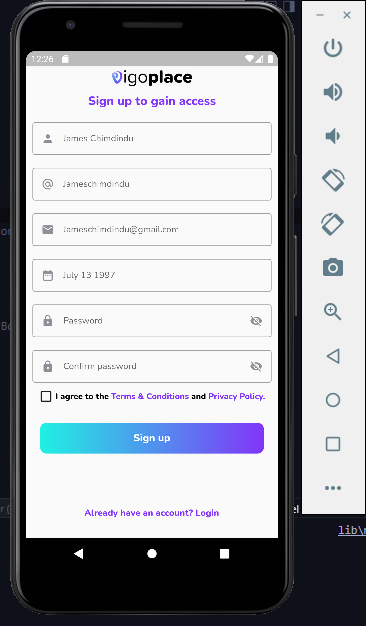 12:26
Vigoplace
Sign up to gain access
James Chimdindu
Jameschimdindu
Jameschimdindu@gmail.com
July 13 1997
Password
Confirm password
I agree to the Terms & Conditions and Privacy Policy.
Sign up
Already have an account? Login
lib\